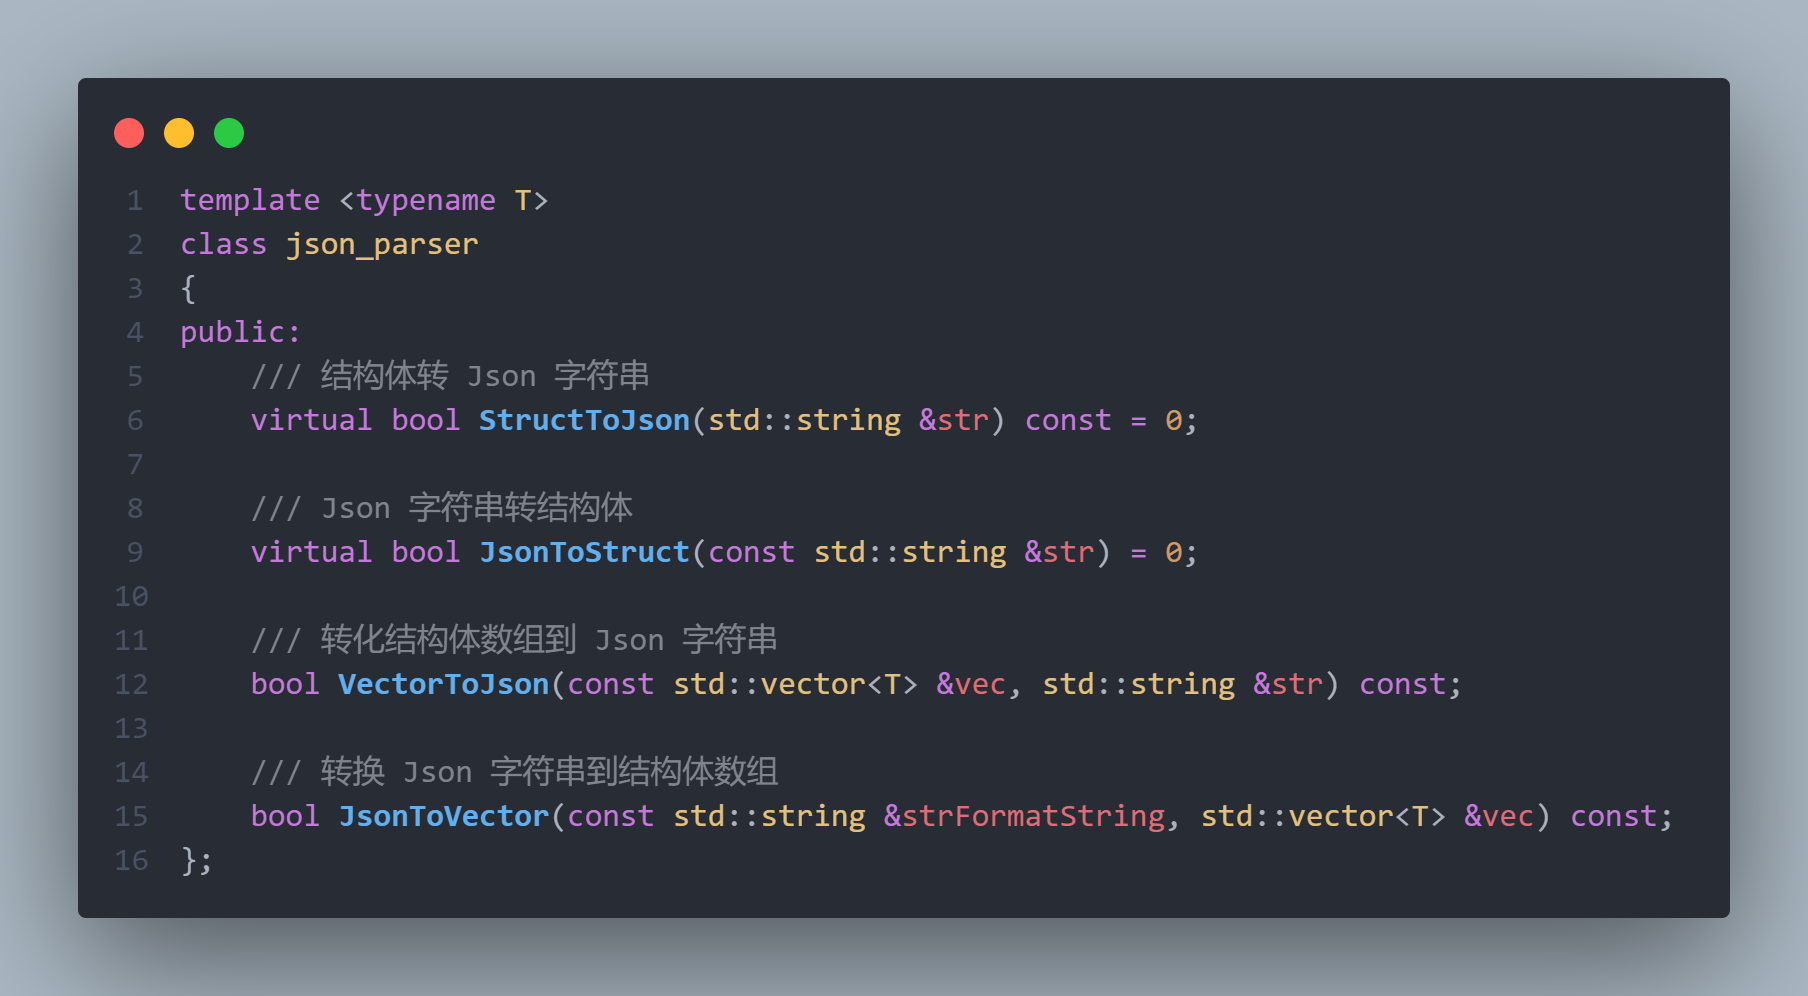 1 template <typename T>
2 class json_parser
3 {
4 public:
5     /// 结构体转 Json 字符串
6     virtual bool StructToJson(std::string &str) const = 0;
7
8     /// Json 字符串转结构体
9     virtual bool JsonToStruct(const std::string &str) = 0;
10
11     /// 转化结构体数组到 Json 字符串
12     bool VectorToJson(const std::vector<T> &vec, std::string &str) const;
13
14     /// 转换 Json 字符串到结构体数组
15     bool JsonToVector(const std::string &strFormatString, std::vector<T> &vec) const;
16 };